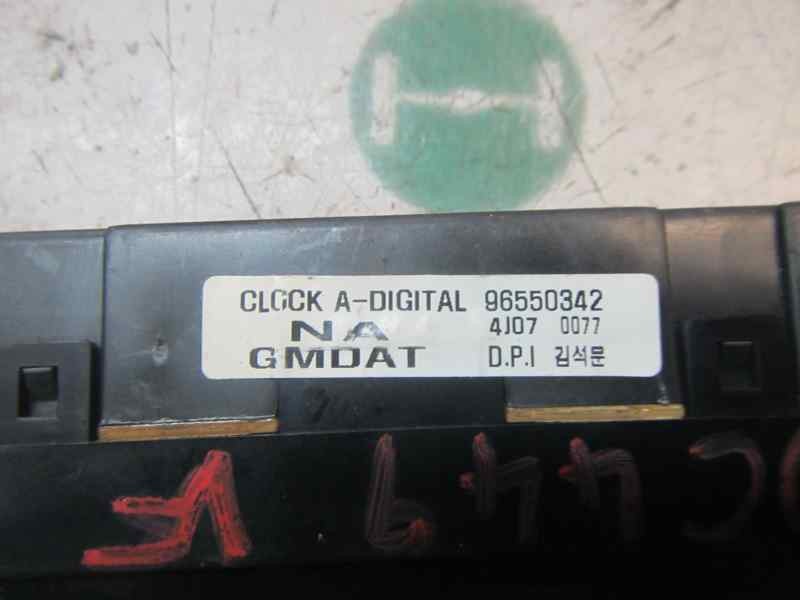 CLOCK A-DIGITAL 96550342
NA 4J07 0077
GMDAT D.P.I 김석문